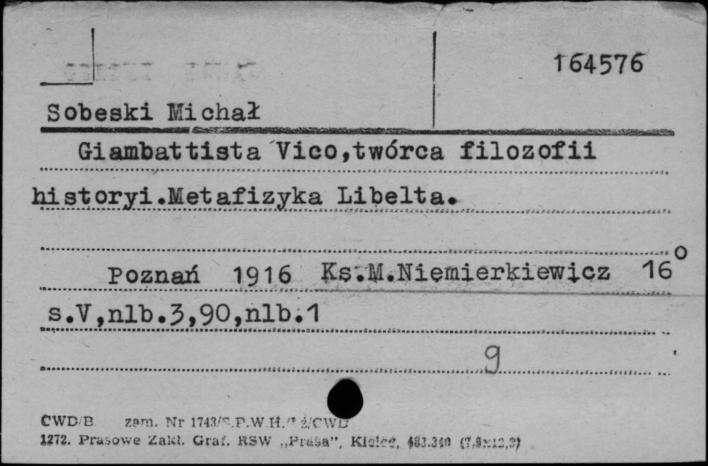 164576
Sobeski Michał
Giambattista Vico,twórca filozofii
historyi.Metafizyka Libelta.
Poznań 1916 Ks.M.Niemierkiewicz 16°
s.V,nlb.3,90,nlb.1
9
CWD/B zam. Nr 1743/S.P.W.H./ ź/CWD
1272. Prasowe Zakł. Graf. RSW „Prasa”, Kielce,